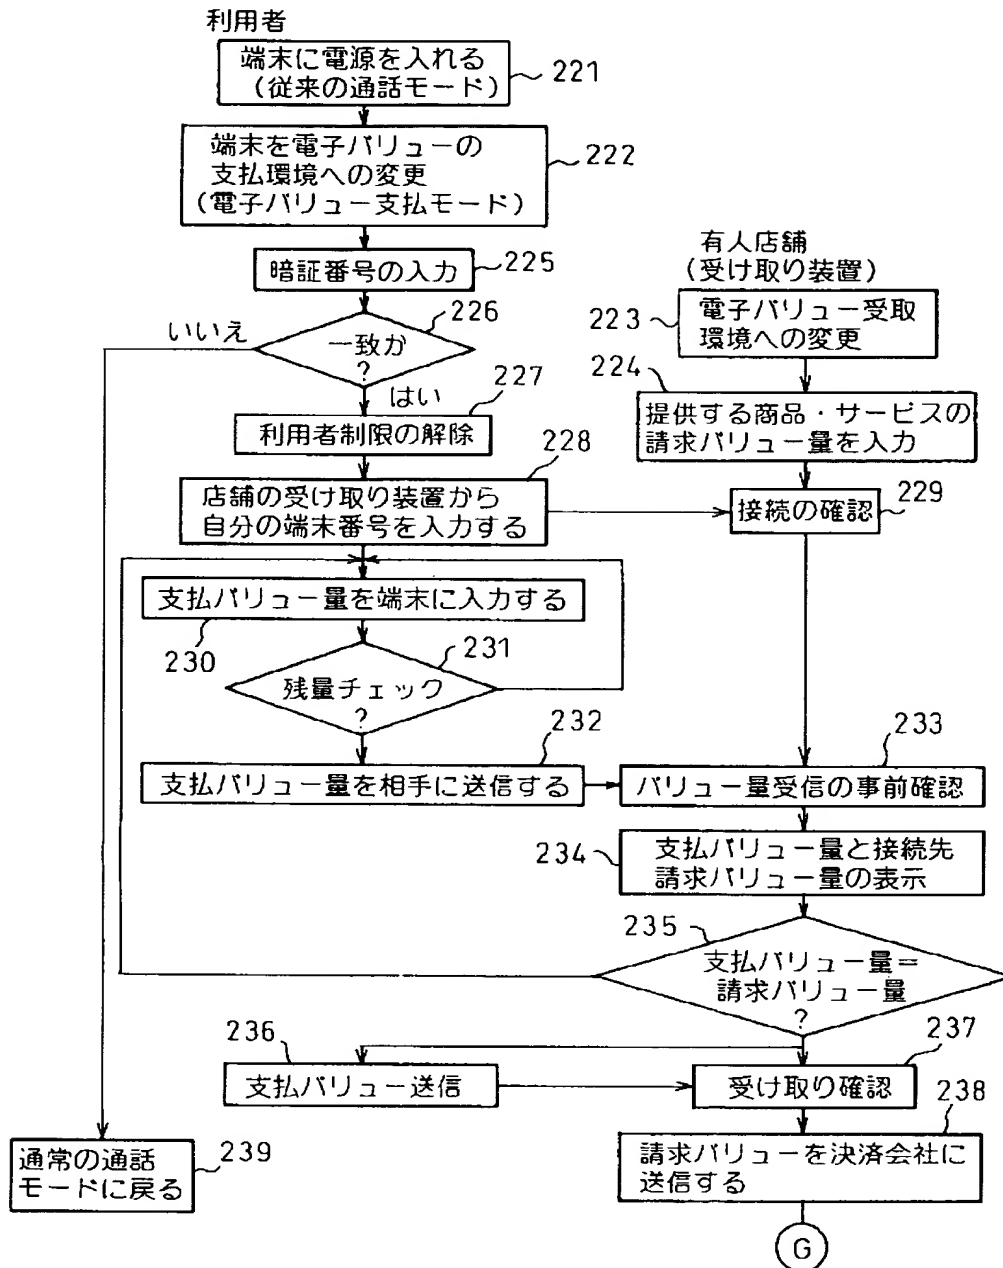 利用者
端末に電源を入れる
(従来の通話モード)
221
端末を電子バリューの
支払環境への変更
(電子バリュー支払モード)
222
暗証番号の入力
225
226
いいえ
一致か
?
はい
227
利用者制限の解除
228
店舗の受け取り装置から
自分の端末番号を入力する
有人店舗
(受け取り装置)
223
電子バリュー受取
環境への変更
224
提供する商品・サービスの
請求バリュー量を入力
229
接続の確認
支払バリュー量を端末に入力する
230
231
残量チェック
?
232
支払バリュー量を相手に送信する
233
バリュー量受信の事前確認
234
支払バリュー量と接続先
請求バリュー量の表示
235
支払バリュー量=
請求バリュー量
?
236
支払バリュー送信
237
受け取り確認
238
請求バリューを決済会社に
送信する
通常の通話
モードに戻る
239
G